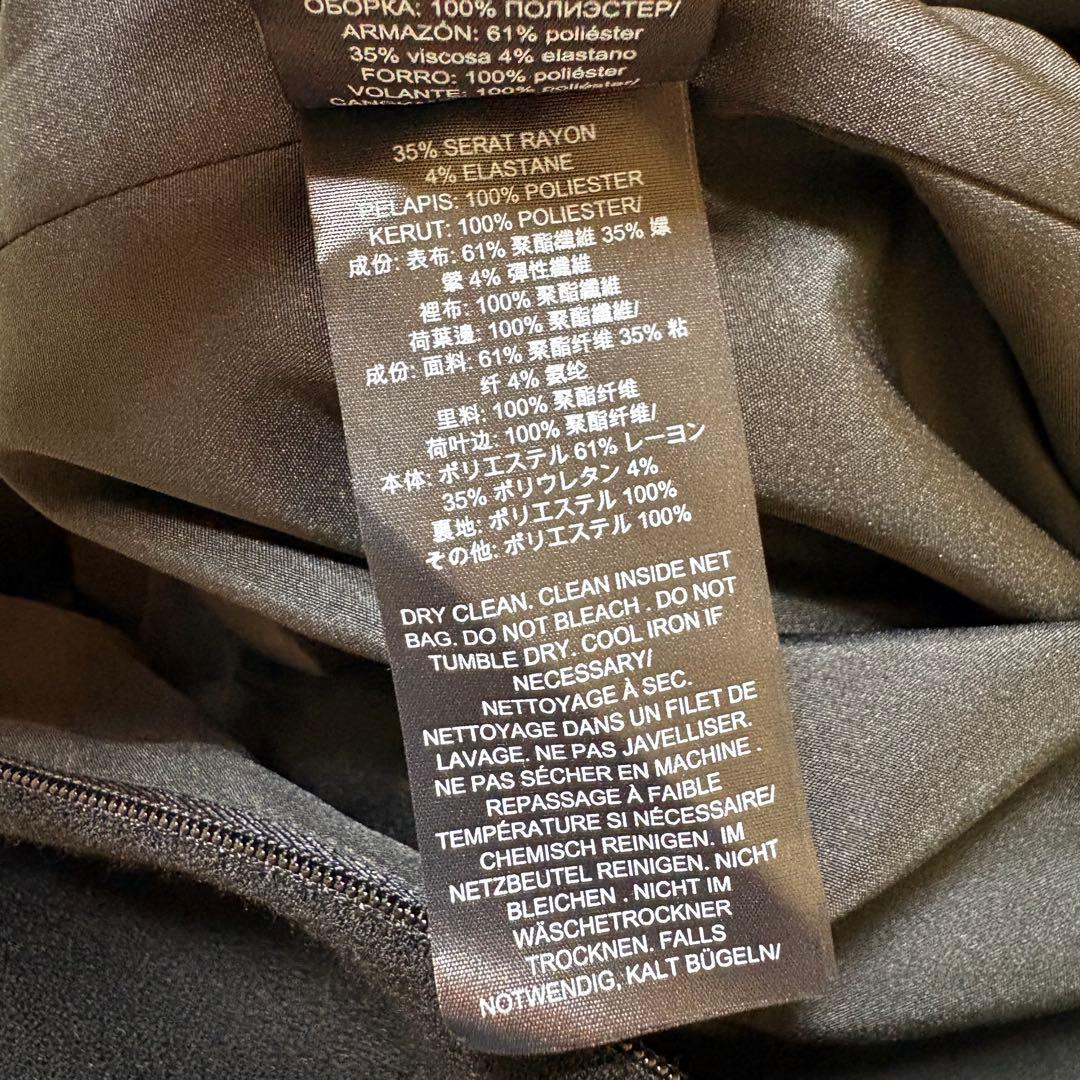 ОБОРКА: 100% ПОЛИЭСТЕР/
ARMAZÓN: 61% poliéster
35% viscosa 4% elastano
FORRO: 100% poliéster
VOLANTE: 100% poliéster/
35% SERAT RAYON
4% ELASTANE
PELAPIS: 100% POLIESTER
KERUT: 100% POLIESTER/
成份: 表布: 61% 聚酯纖維 35% 嫘
縈 4% 彈性纖維
裡布: 100% 聚酯纖維
荷葉邊: 100% 聚酯纖維/
成份: 面料: 61% 聚酯纤维 35% 粘
纤 4% 氨纶
里料: 100% 聚酯纤维
荷叶边: 100% 聚酯纤维/
本体: ポリエステル 61% レーヨン
35% ポリウレタン 4%
裏地: ポリエステル 100%
その他: ポリエステル 100%
DRY CLEAN. CLEAN INSIDE NET
BAG. DO NOT BLEACH . DO NOT
TUMBLE DRY. COOL IRON IF
NECESSARY/
NETTOYAGE À SEC.
NETTOYAGE DANS UN FILET DE
LAVAGE. NE PAS JAVELLISER.
NE PAS SÉCHER EN MACHINE .
REPASSAGE À FAIBLE
TEMPÉRATURE SI NÉCESSAIRE/
CHEMISCH REINIGEN. IM
NETZBEUTEL REINIGEN. NICHT
BLEICHEN . NICHT IM
WÄSCHETROCKNER
TROCKNEN. FALLS
NOTWENDIG, KALT BÜGELN/